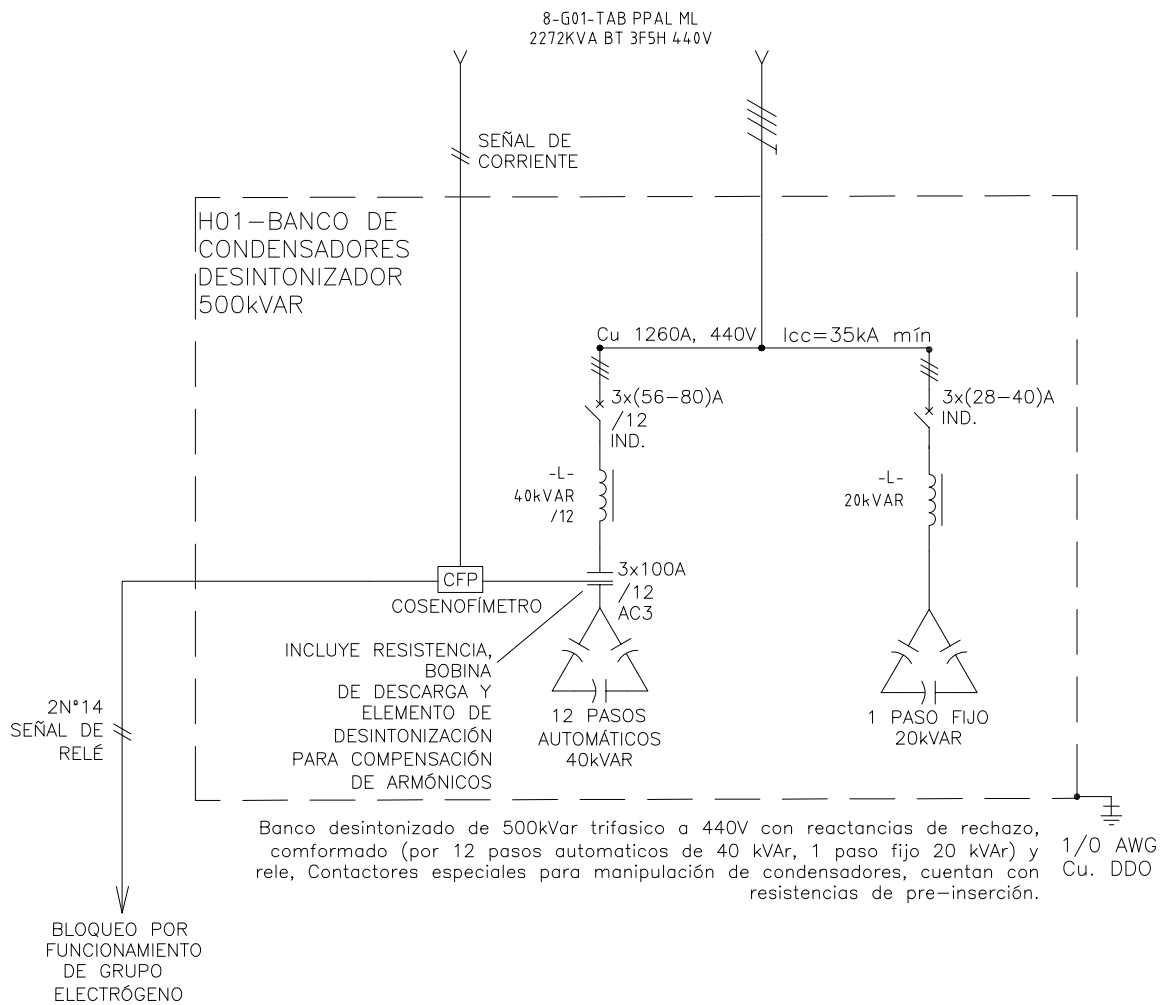 8-G01-TAB PPAL ML
2272KVA BT 3F5H 440V
SEÑAL DE
CORRIENTE
H01-BANCO DE
CONDENSADORES
DESINTONIZADOR
500kVAR
Cu 1260A, 440V
Icc=35kA mín
3x(56-80)A
/12
IND.
3x(28-40)A
IND.
-L-
40kVAR
/12
-L-
20kVAR
CFP
COSENOFÍMETRO
3x100A
/12
AC3
INCLUYE RESISTENCIA,
BOBINA
DE DESCARGA Y
ELEMENTO DE
DESINTONIZACIÓN
PARA COMPENSACIÓN
DE ARMÓNICOS
12 PASOS
AUTOMÁTICOS
40kVAR
1 PASO FIJO
20kVAR
2N°14
SEÑAL DE
RELÉ
Banco desintonizado de 500kVar trifasico a 440V con reactancias de rechazo,
comformado (por 12 pasos automaticos de 40 kVAr, 1 paso fijo 20 kVAr) y
rele, Contactores especiales para manipulación de condensadores, cuentan con
resistencias de pre-inserción.
1/0 AWG
Cu. DDO
BLOQUEO POR
FUNCIONAMIENTO
DE GRUPO
ELECTRÓGENO